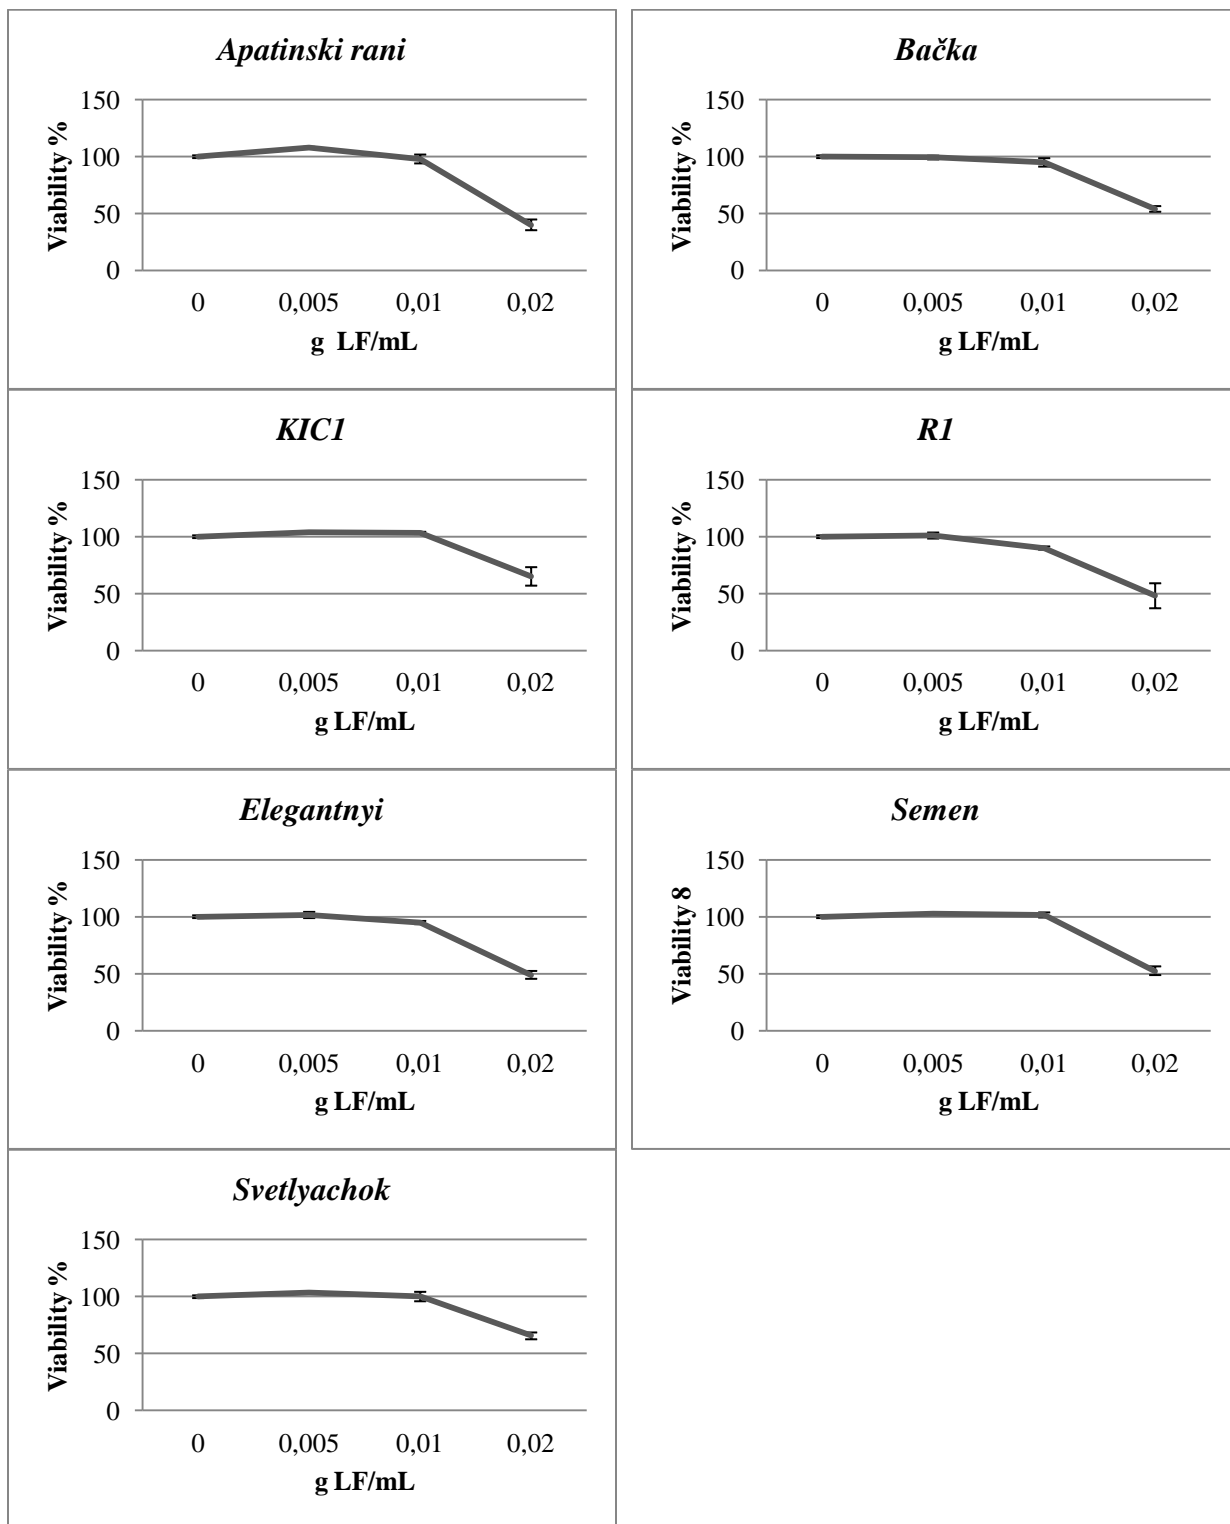 Apatinski rani
Viability %
150
100
50
0
0 0,005 0,01 0,02
g LF/mL
Bačka
Viability %
150
100
50
0
0 0,005 0,01 0,02
g LF/mL
KIC1
Viability %
150
100
50
0
0 0,005 0,01 0,02
g LF/mL
R1
Viability %
150
100
50
0
0 0,005 0,01 0,02
g LF/mL
Elegantnyi
Viability %
150
100
50
0
0 0,005 0,01 0,02
g LF/mL
Semen
Viability 8
150
100
50
0
0 0,005 0,01 0,02
g LF/mL
Svetlyachok
Viability %
150
100
50
0
0 0,005 0,01 0,02
g LF/mL